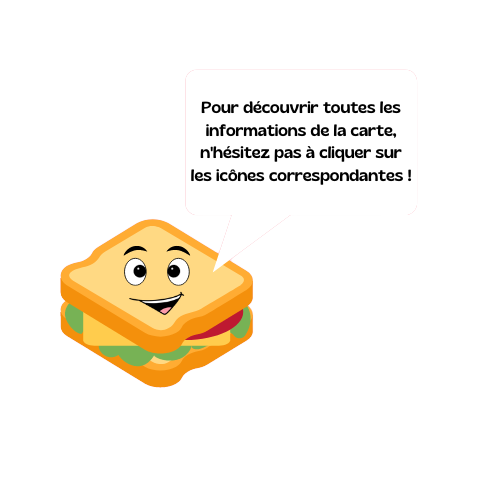 Pour découvrir toutes les
informations de la carte,
n'hésitez pas à cliquer sur
les icônes correspondantes !